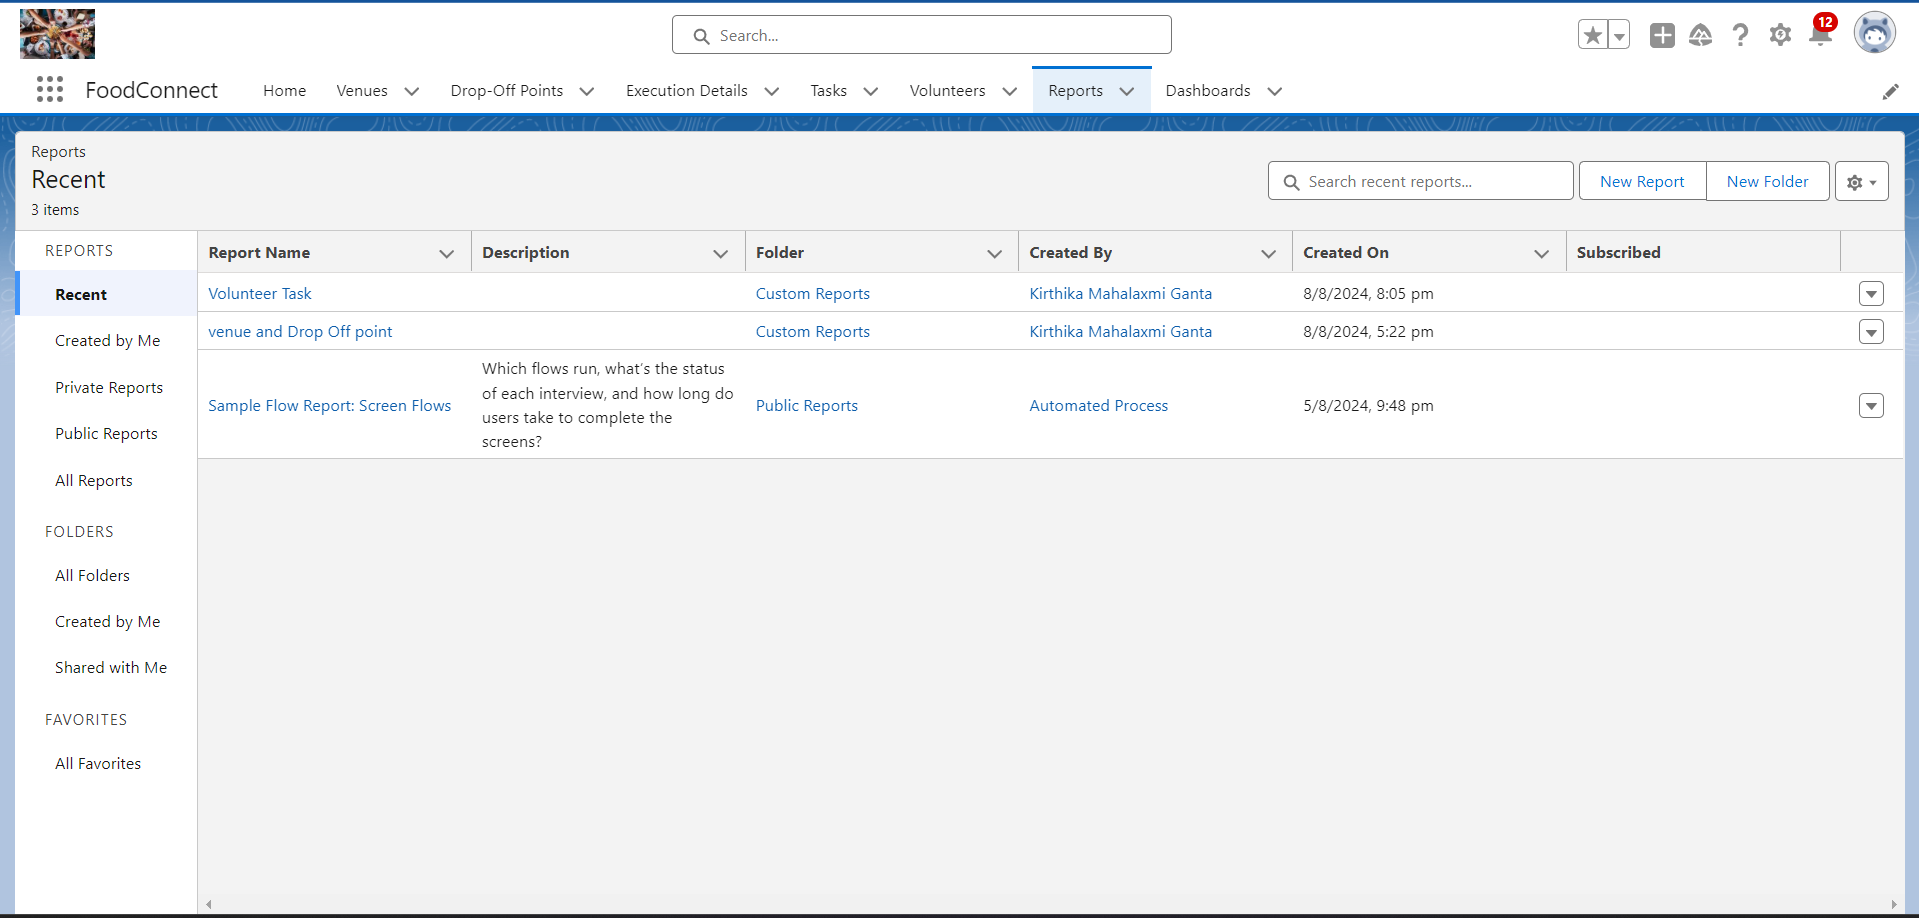 Search...
12
FoodConnect
Home
Venues
Drop-Off Points
Execution Details
Tasks
Volunteers
Reports
Dashboards
Reports
Recent
3 items
Search recent reports...
New Report
New Folder
REPORTS
Recent
Created by Me
Private Reports
Public Reports
All Reports
FOLDERS
All Folders
Created by Me
Shared with Me
FAVORITES
All Favorites
Report Name
Description
Folder
Created By
Created On
Subscribed
Volunteer Task
Custom Reports
Kirthika Mahalaxmi Ganta
8/8/2024, 8:05 pm
venue and Drop Off point
Custom Reports
Kirthika Mahalaxmi Ganta
8/8/2024, 5:22 pm
Sample Flow Report: Screen Flows
Which flows run, what's the status
of each interview, and how long do
users take to complete the
screens?
Public Reports
Automated Process
5/8/2024, 9:48 pm